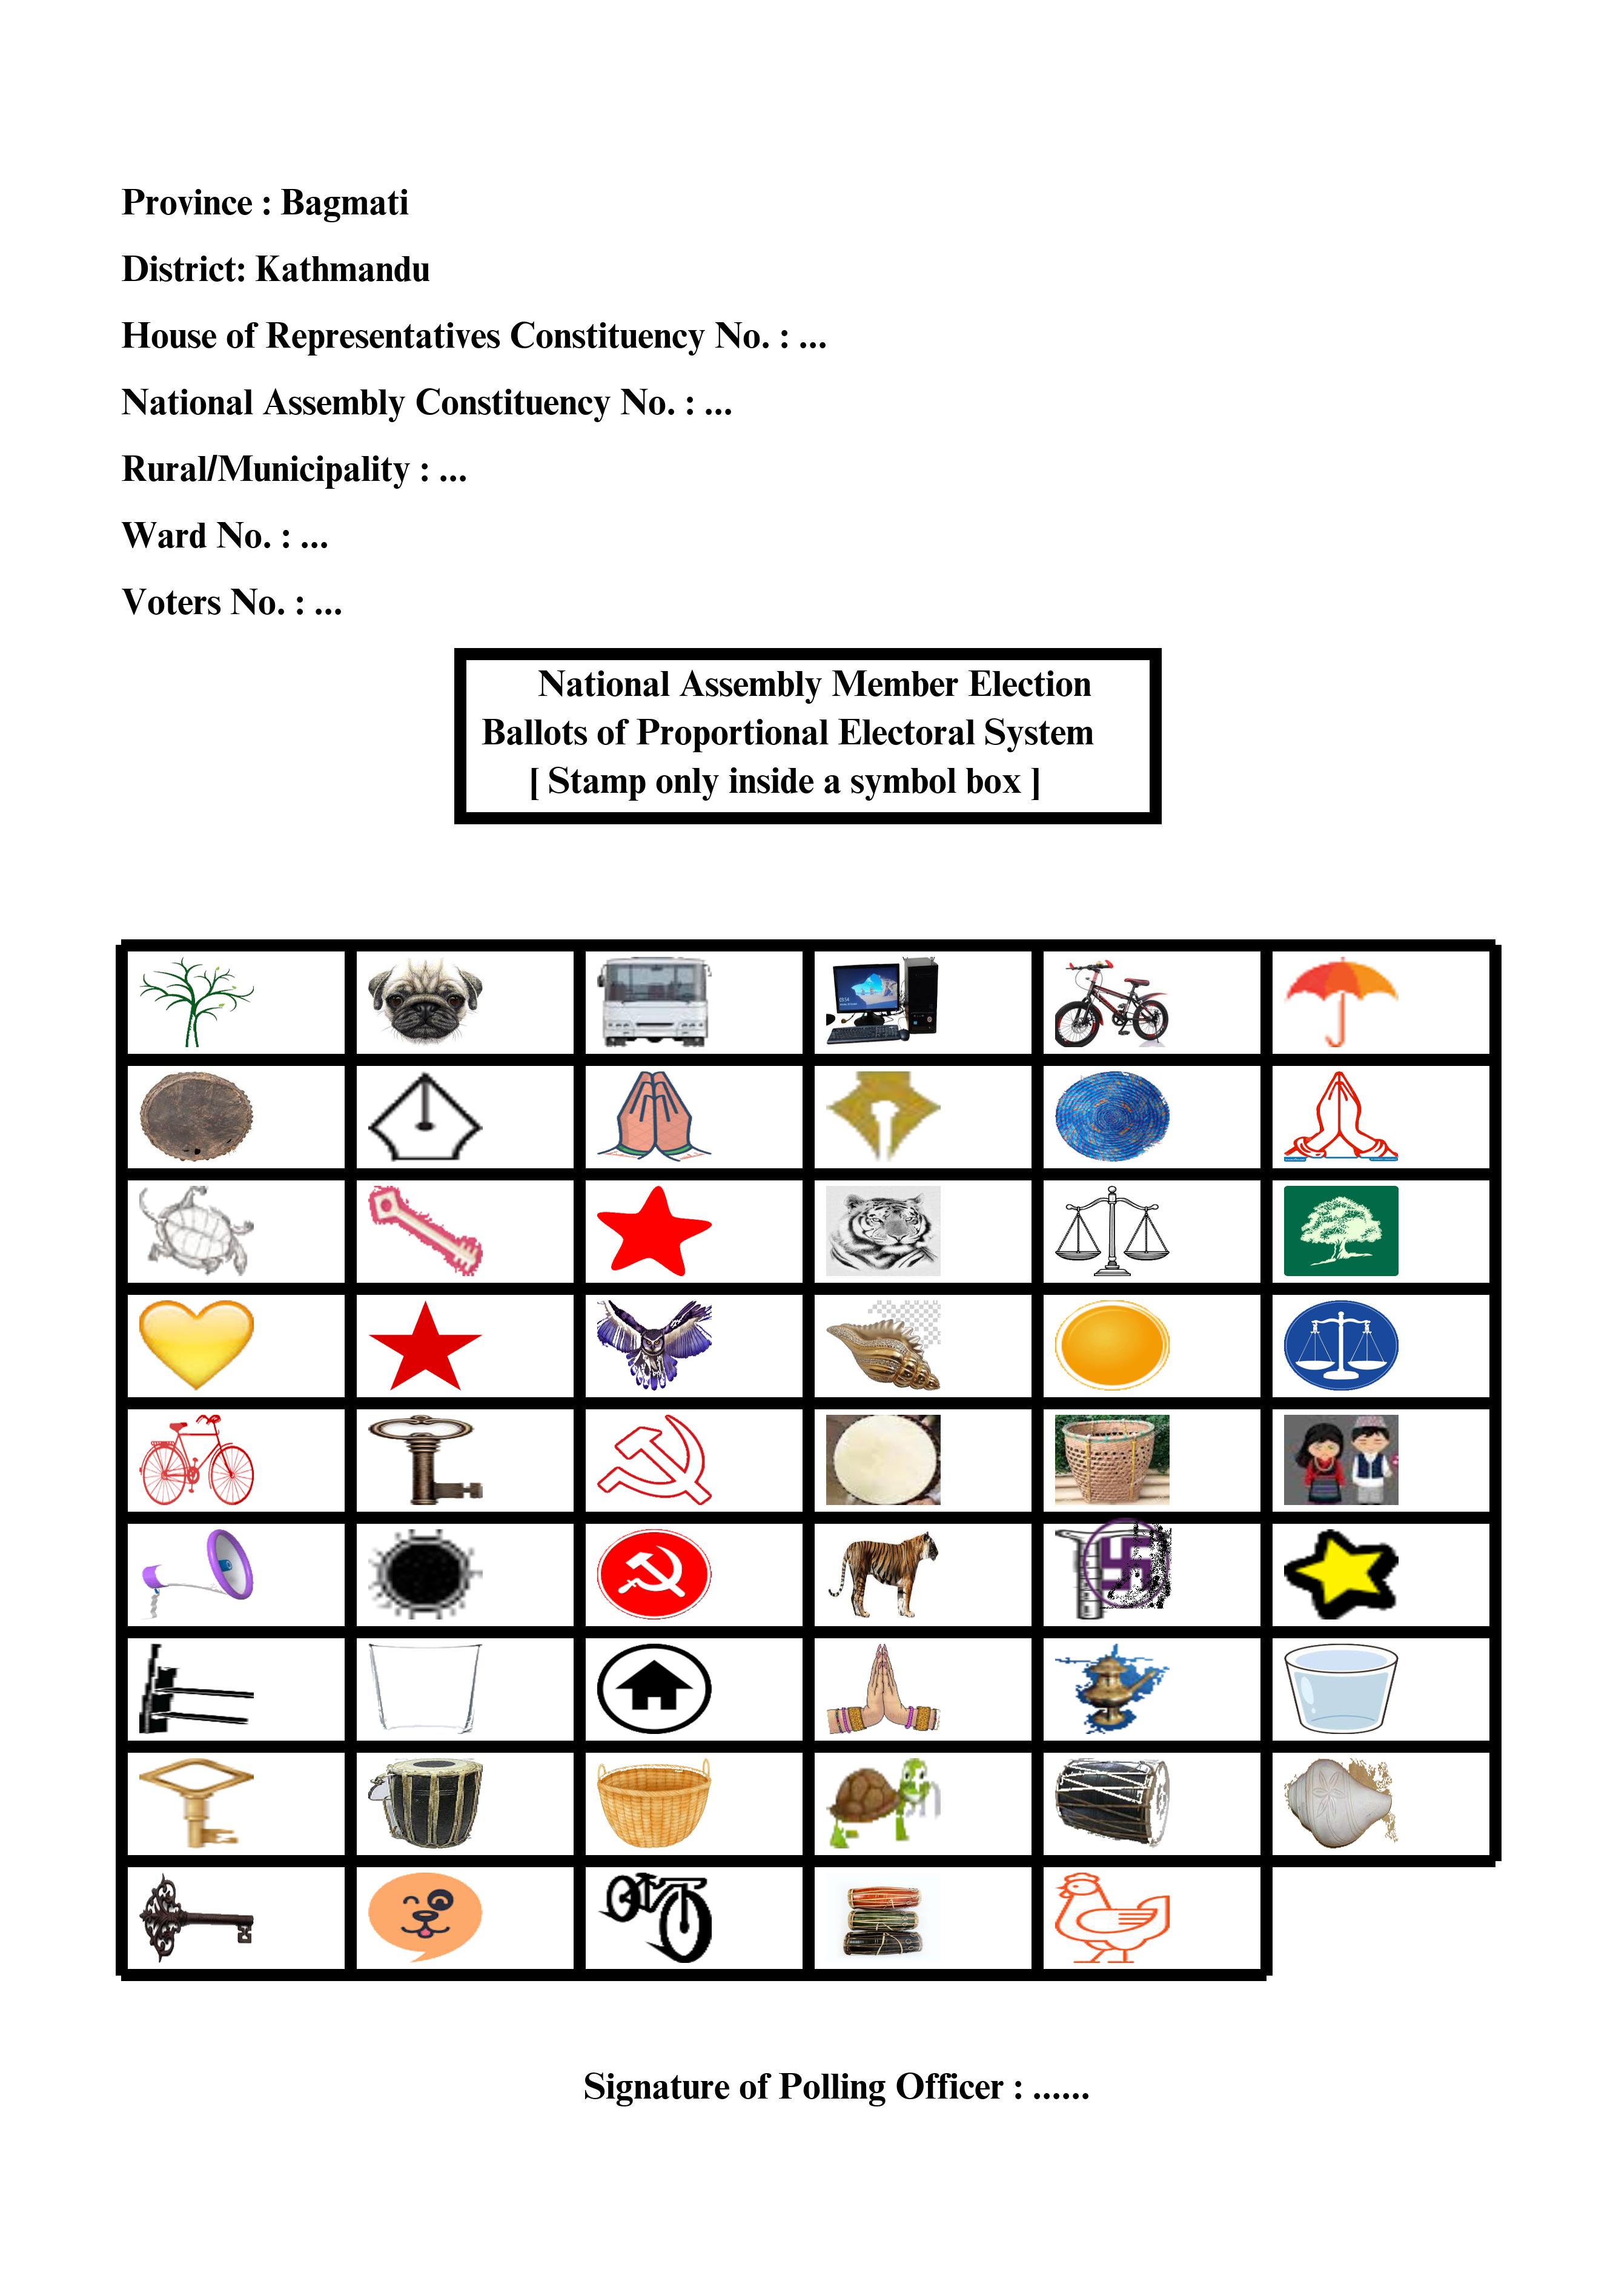 Province : Bagmati
District: Kathmandu
House of Representatives Constituency No. : ...
National Assembly Constituency No. : ...
Rural/Municipality : ...
Ward No. : ...
Voters No. : ...
National Assembly Member Election
Ballots of Proportional Electoral System
[ Stamp only inside a symbol box ]
Signature of Polling Officer : ......